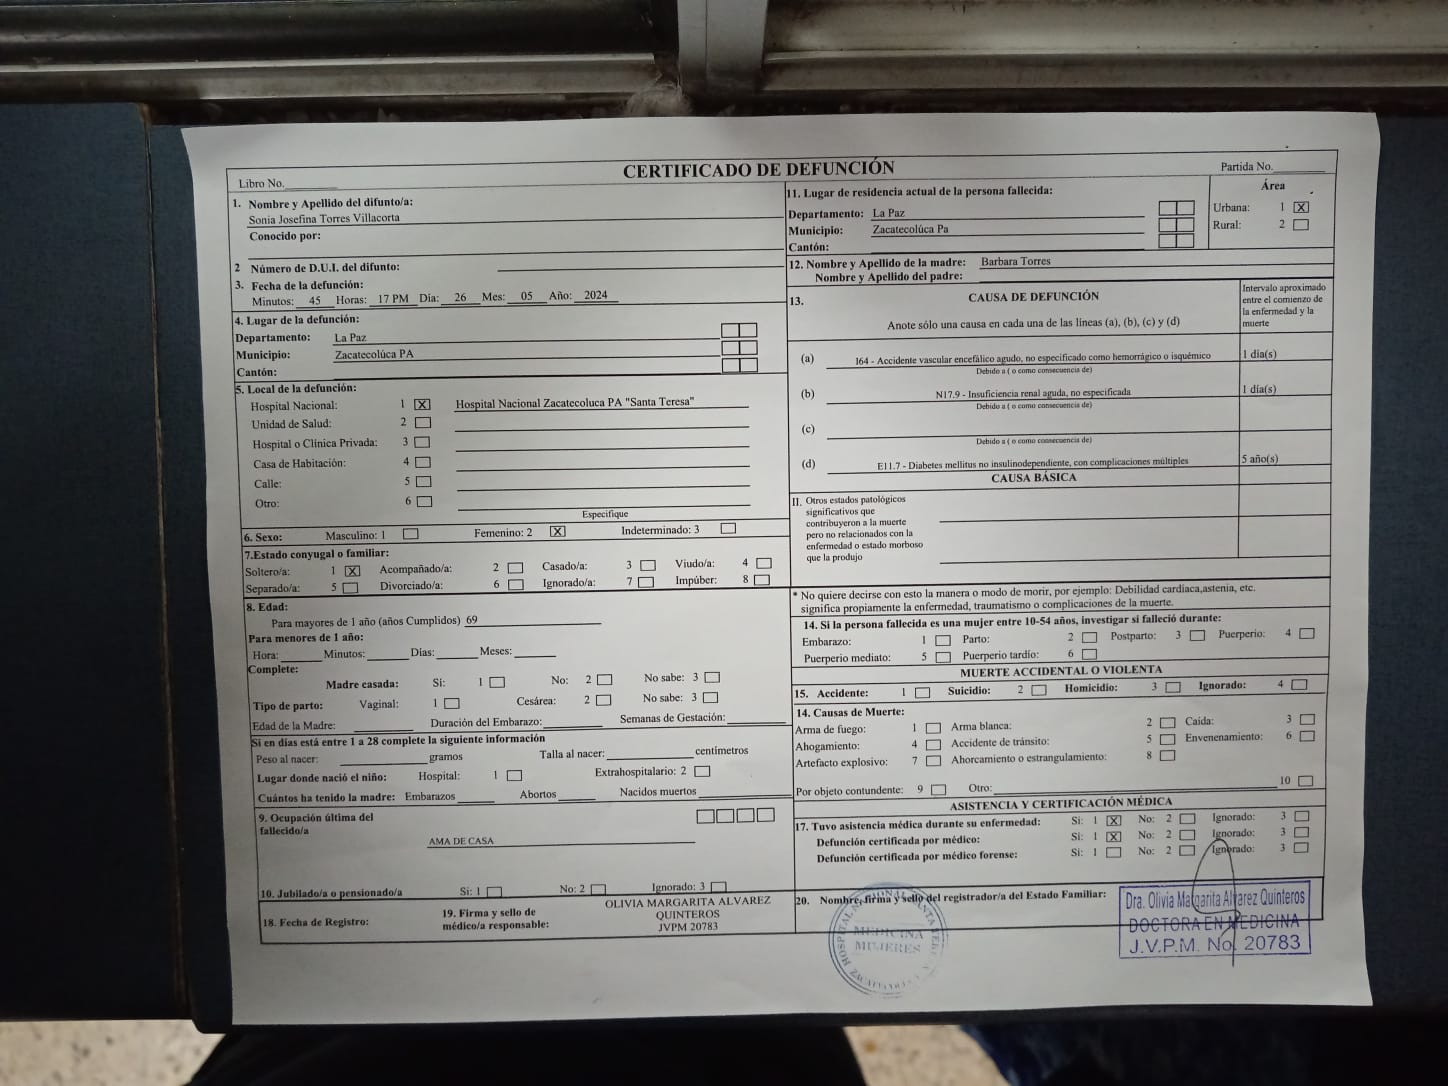 CERTIFICADO DE DEFUNCIÓN
Libro No.
Partida No.
1. Nombre y Apellido del difunto/a:
Sonia Josefina Torres Villacorta
Conocido por:
2 Número de D.U.I. del difunto:
3. Fecha de la defunción:
Minutos: 45 Horas: 17 PM Día: 26 Mes: 05 Año: 2024
4. Lugar de la defunción:
Departamento: La Paz
Municipio: Zacatecolúca PA
Cantón:
5. Local de la defunción:
Hospital Nacional: 1 X Hospital Nacional Zacatecoluca PA "Santa Teresa"
Unidad de Salud: 2
Hospital o Clínica Privada: 3
Casa de Habitación: 4
Calle: 5
Otro: 6
Especifique
6. Sexo: Masculino: 1 Femenino: 2 X Indeterminado: 3
7.Estado conyugal o familiar:
Soltero/a: 1 X Acompañado/a: 2 Casado/a: 3 Viudo/a: 4
Separado/a: 5 Divorciado/a: 6 Ignorado/a: 7 Impúber: 8
8. Edad:
Para mayores de 1 año (años Cumplidos) 69
Para menores de 1 año:
Hora: Minutos: Días: Meses:
Complete:
Madre casada: Si: 1 No: 2 No sabe: 3
Tipo de parto: Vaginal: 1 Cesárea: 2 No sabe: 3
Edad de la Madre: Duración del Embarazo: Semanas de Gestación:
Si en días está entre 1 a 28 complete la siguiente información
Peso al nacer: gramos Talla al nacer: centímetros
Lugar donde nació el niño: Hospital: 1 Extrahospitalario: 2
Cuántos ha tenido la madre: Embarazos Abortos Nacidos muertos
9. Ocupación última del
fallecido/a
AMA DE CASA
10. Jubilado/a o pensionado/a Si: 1 No: 2 Ignorado: 3
18. Fecha de Registro:
19. Firma y sello de
médico/a responsable:
OLIVIA MARGARITA ALVAREZ
QUINTEROS
JVPM 20783
11. Lugar de residencia actual de la persona fallecida:
Departamento: La Paz
Municipio: Zacatecolúca Pa
Cantón:
Área
Urbana: 1 X
Rural: 2
12. Nombre y Apellido de la madre: Barbara Torres
Nombre y Apellido del padre:
13. CAUSA DE DEFUNCIÓN
Anote sólo una causa en cada una de las líneas (a), (b), (c) y (d)
Intervalo aproximado
entre el comienzo de
la enfermedad y la
muerte
(a) I64 - Accidente vascular encefálico agudo, no especificado como hemorrágico o isquémico 1 día(s)
Debido a ( o como consecuencia de)
(b) N17.9 - Insuficiencia renal aguda, no especificada 1 día(s)
Debido a ( o como consecuencia de)
(c)
Debido a ( o como consecuencia de)
(d) E11.7 - Diabetes mellitus no insulinodependiente, con complicaciones múltiples 5 año(s)
CAUSA BÁSICA
II. Otros estados patológicos
significativos que
contribuyeron a la muerte
pero no relacionados con la
enfermedad o estado morboso
que la produjo
* No quiere decirse con esto la manera o modo de morir, por ejemplo: Debilidad cardiaca,astenia, etc.
significa propiamente la enfermedad, traumatismo o complicaciones de la muerte.
14. Si la persona fallecida es una mujer entre 10-54 años, investigar si falleció durante:
Embarazo: 1 Parto: 2 Postparto: 3 Puerperio: 4
Puerperio mediato: 5 Puerperio tardío: 6
MUERTE ACCIDENTAL O VIOLENTA
15. Accidente: 1 Suicidio: 2 Homicidio: 3 Ignorado: 4
14. Causas de Muerte:
Arma de fuego: 1 Arma blanca: 2 Caída: 3
Ahogamiento: 4 Accidente de tránsito: 5 Envenenamiento: 6
Artefacto explosivo: 7 Ahorcamiento o estrangulamiento: 8
Por objeto contundente: 9 Otro: 10
ASISTENCIA Y CERTIFICACIÓN MÉDICA
17. Tuvo asistencia médica durante su enfermedad: Si: 1 X No: 2 Ignorado: 3
Defunción certificada por médico: Si: 1 X No: 2 Ignorado: 3
Defunción certificada por médico forense: Si: 1 No: 2 Ignorado: 3
20. Nombre, firma y sello del registrador/a del Estado Familiar:
MEDICINA
MUJERES
Dra. Olivia Margarita Alvarez Quinteros
DOCTORA EN MEDICINA
J.V.P.M. No. 20783